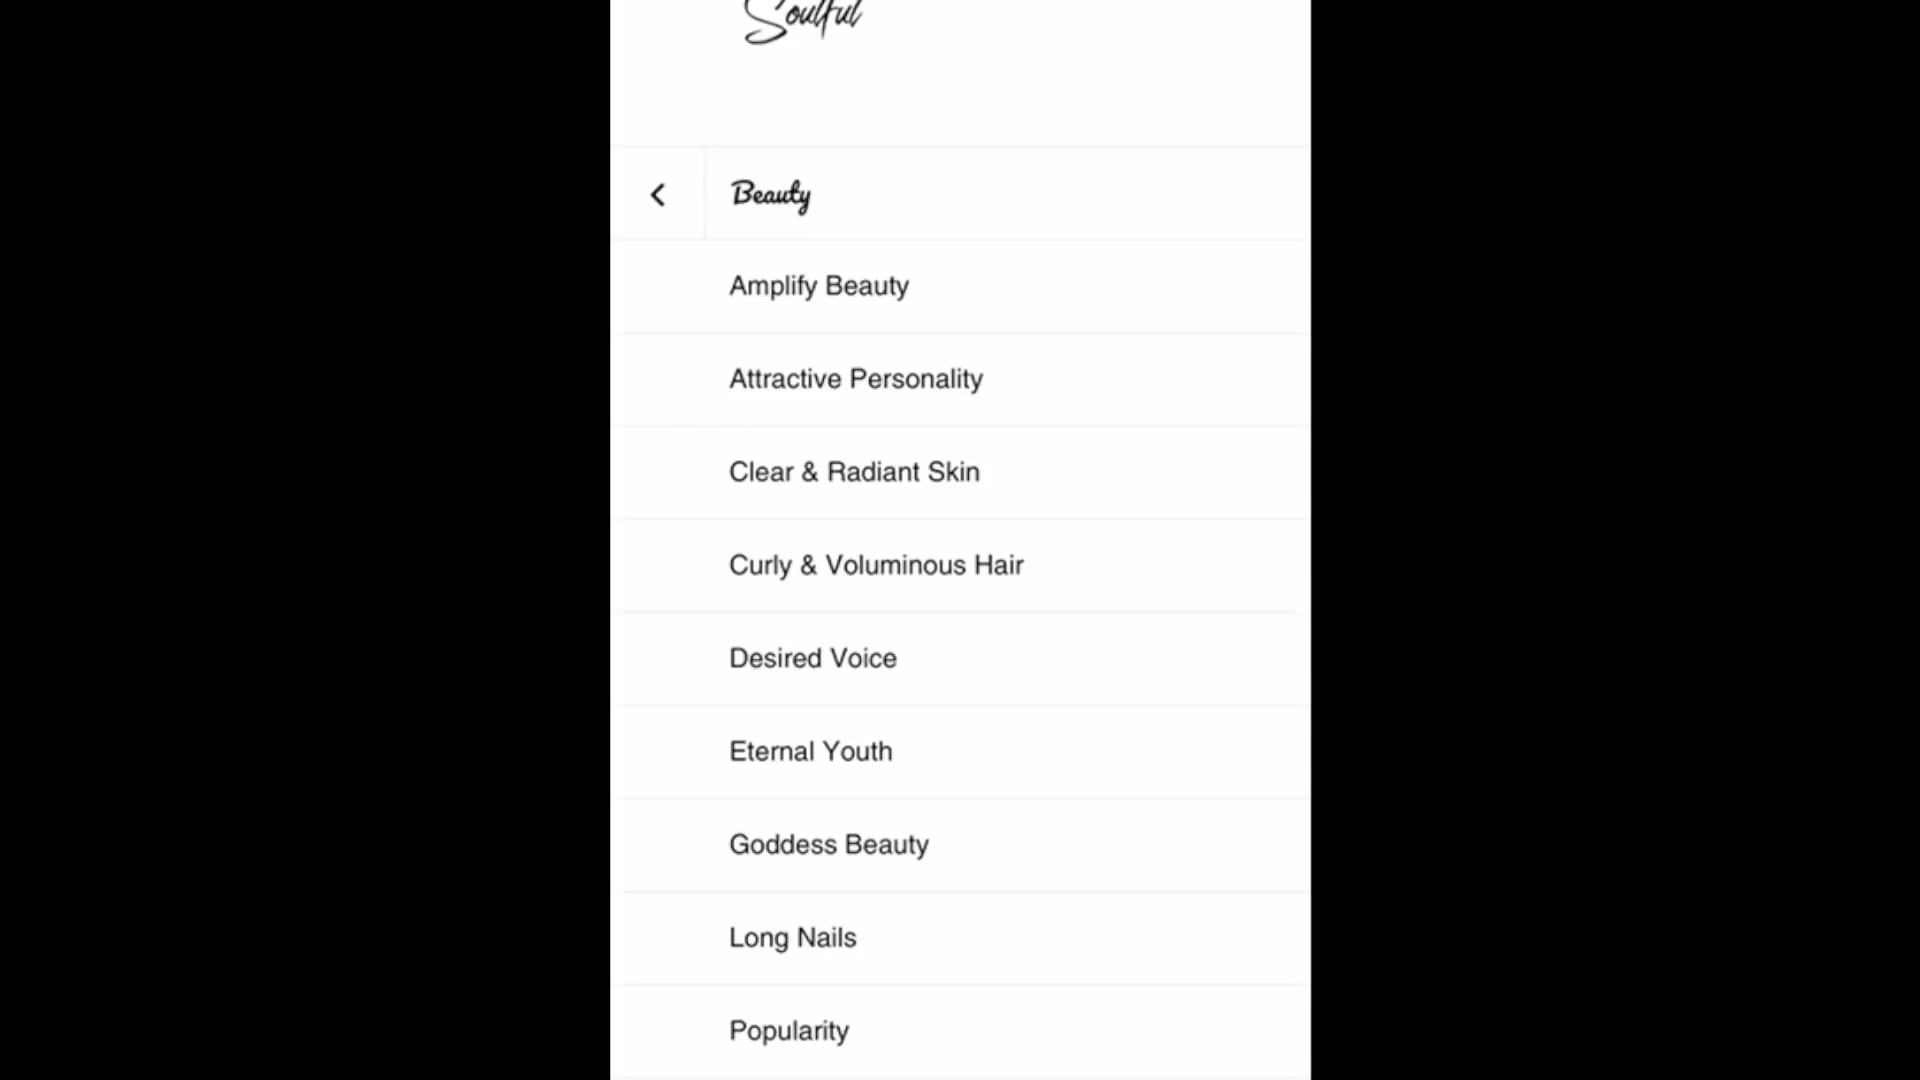 Soulful
Beauty
Amplify Beauty
Attractive Personality
Clear & Radiant Skin
Curly & Voluminous Hair
Desired Voice
Eternal Youth
Goddess Beauty
Long Nails
Popularity